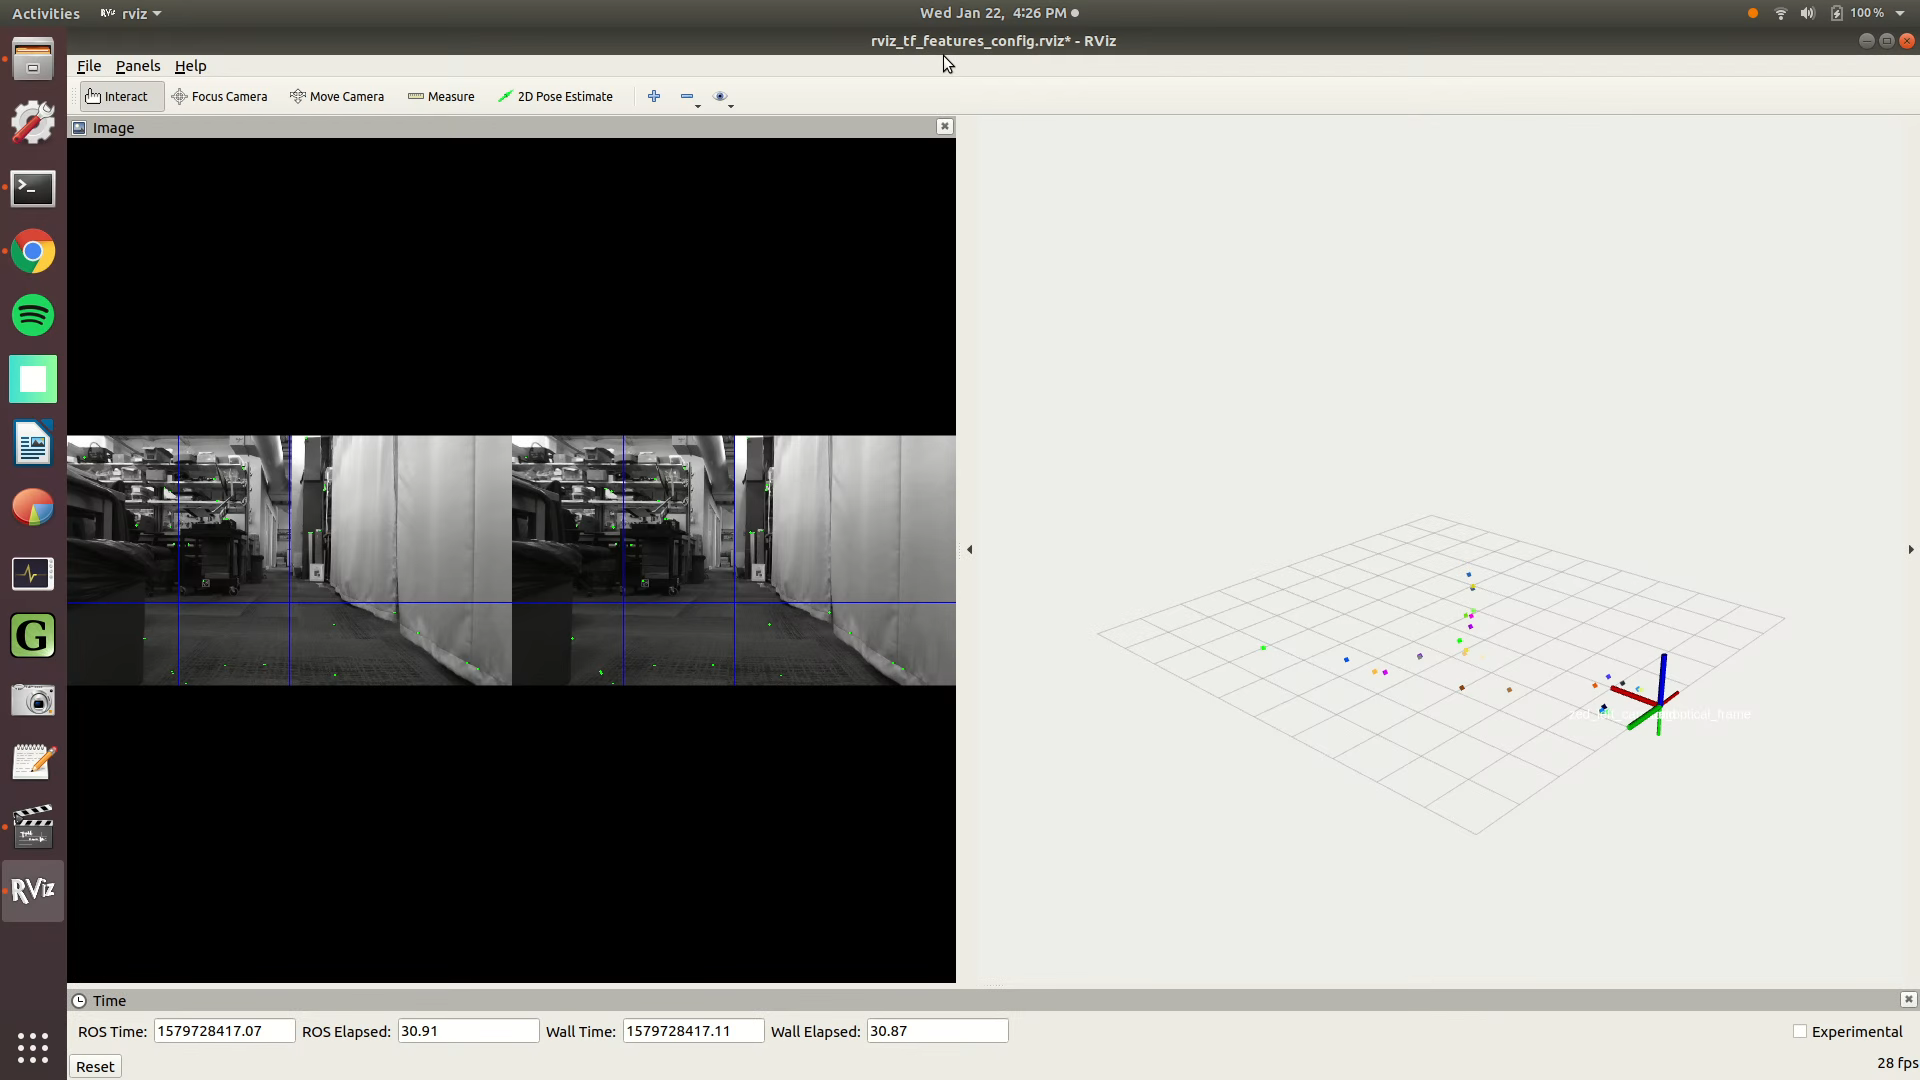 Activities
RViz rviz
Wed Jan 22, 4:26 PM
100 %
rviz_tf_features_config.rviz* - RViz
File Panels Help
Interact Focus Camera Move Camera Measure 2D Pose Estimate
Image
G
RViz
Time
ROS Time: 1579728417.07 ROS Elapsed: 30.91 Wall Time: 1579728417.11 Wall Elapsed: 30.87
Experimental
Reset
28 fps